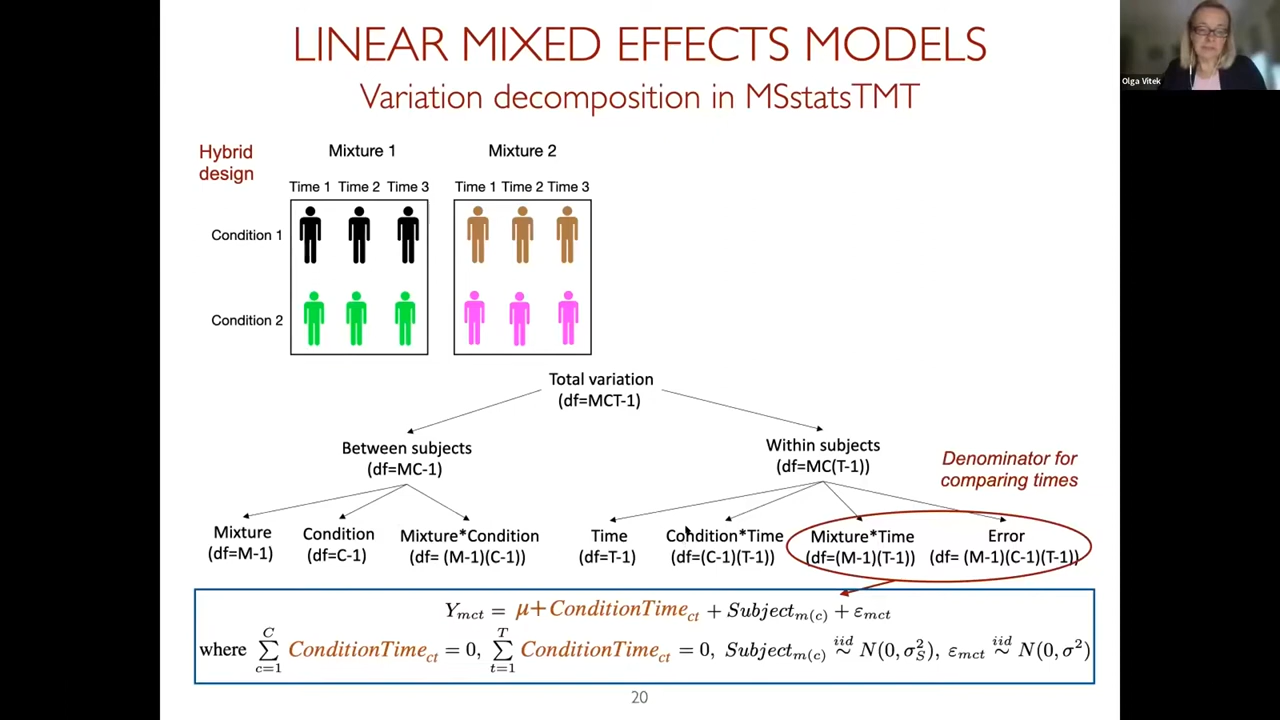 LINEAR MIXED EFFECTS MODELS
Variation decomposition in MSstatsTMT
Olga Vitek
Hybrid
design
Mixture 1
Mixture 2
Time 1 Time 2 Time 3
Time 1 Time 2 Time 3
Condition 1
Condition 2
Total variation
(df=MCT-1)
Between subjects
(df=MC-1)
Within subjects
(df=MC(T-1))
Denominator for
comparing times
Mixture
(df=M-1)
Condition
(df=C-1)
Mixture*Condition
(df= (M-1)(C-1))
Time
(df=T-1)
Condition*Time
(df=(C-1)(T-1))
Mixture*Time
(df=(M-1)(T-1))
Error
(df= (M-1)(C-1)(T-1))
Y_mct = μ+ConditionTime_ct + Subject_m(c) + ε_mct
where ∑_{c=1}^{C} ConditionTime_ct = 0, ∑_{t=1}^{T} ConditionTime_ct = 0, Subject_m(c) iid ~ N(0,σ_S^2), ε_mct iid ~ N(0,σ^2)
20